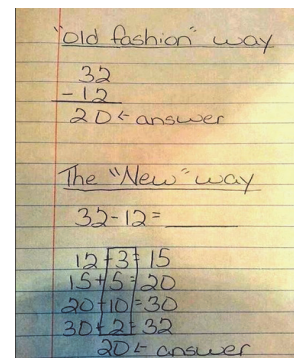 "old fashion" way
32
- 12
20 ← answer
The "New" way
32-12=____
12+3=15
15+5=20
20+10=30
30+2=32
20 ← answer